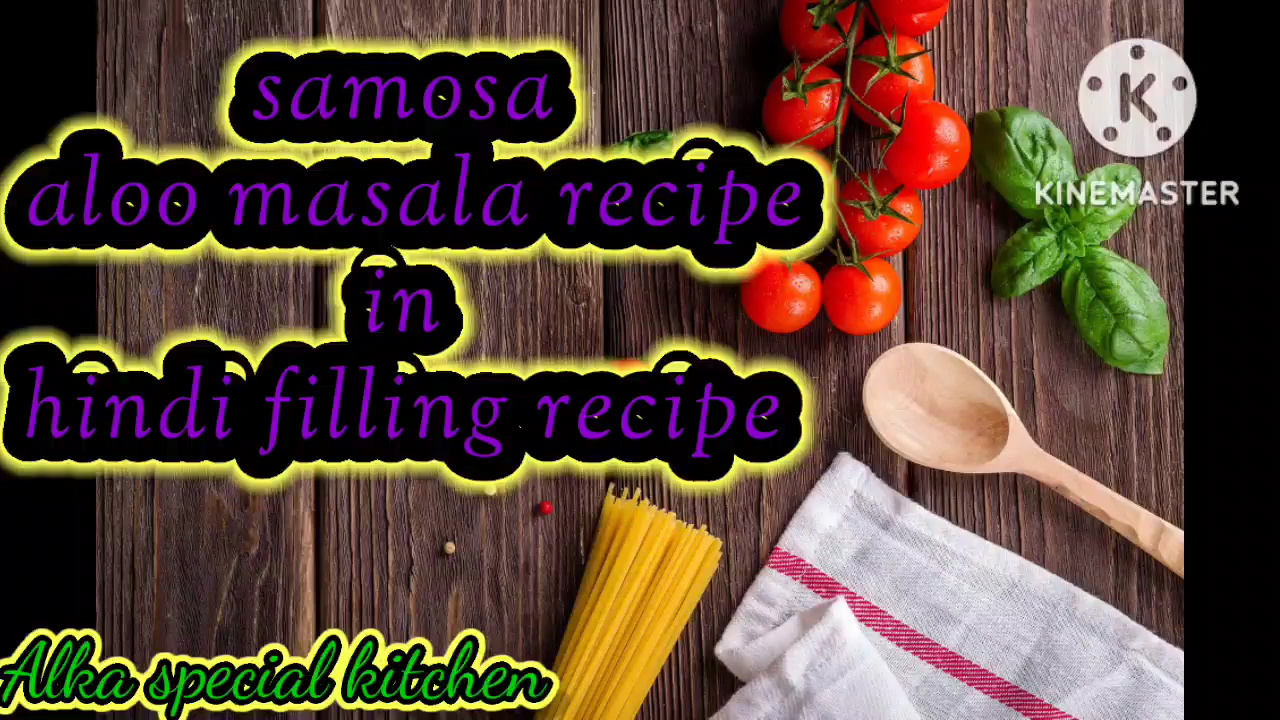 samosa
aloo masala recipe
in
hindi filling recipe
K
KINEMASTER
Alka special kitchen